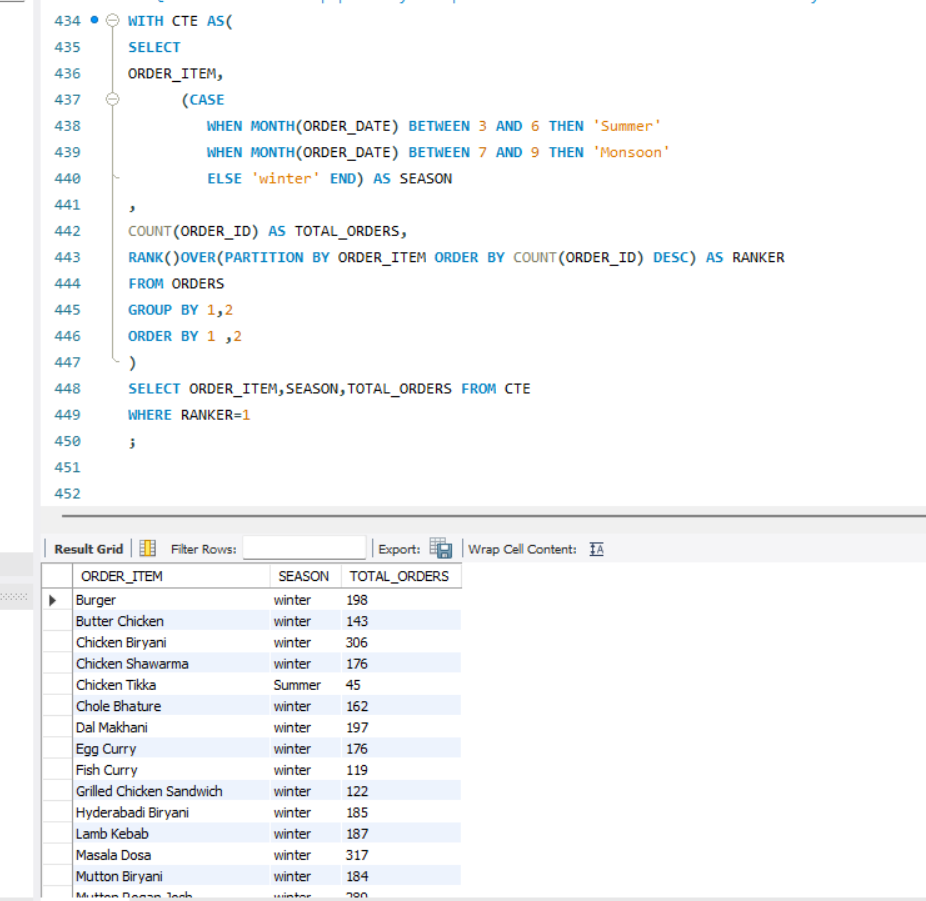 434 WITH CTE AS(
435 SELECT
436 ORDER_ITEM,
437 (CASE
438 WHEN MONTH(ORDER_DATE) BETWEEN 3 AND 6 THEN 'Summer'
439 WHEN MONTH(ORDER_DATE) BETWEEN 7 AND 9 THEN 'Monsoon'
440 ELSE 'winter' END) AS SEASON
441 ,
442 COUNT(ORDER_ID) AS TOTAL_ORDERS,
443 RANK()OVER(PARTITION BY ORDER_ITEM ORDER BY COUNT(ORDER_ID) DESC) AS RANKER
444 FROM ORDERS
445 GROUP BY 1,2
446 ORDER BY 1 ,2
447 )
448 SELECT ORDER_ITEM,SEASON,TOTAL_ORDERS FROM CTE
449 WHERE RANKER=1
450 ;
451
452
Result Grid Filter Rows: Export: Wrap Cell Content: IA
ORDER_ITEM SEASON TOTAL_ORDERS
Burger winter 198
Butter Chicken winter 143
Chicken Biryani winter 306
Chicken Shawarma winter 176
Chicken Tikka Summer 45
Chole Bhature winter 162
Dal Makhani winter 197
Egg Curry winter 176
Fish Curry winter 119
Grilled Chicken Sandwich winter 122
Hyderabadi Biryani winter 185
Lamb Kebab winter 187
Masala Dosa winter 317
Mutton Biryani winter 184
Mutton Rogan Josh winter 289